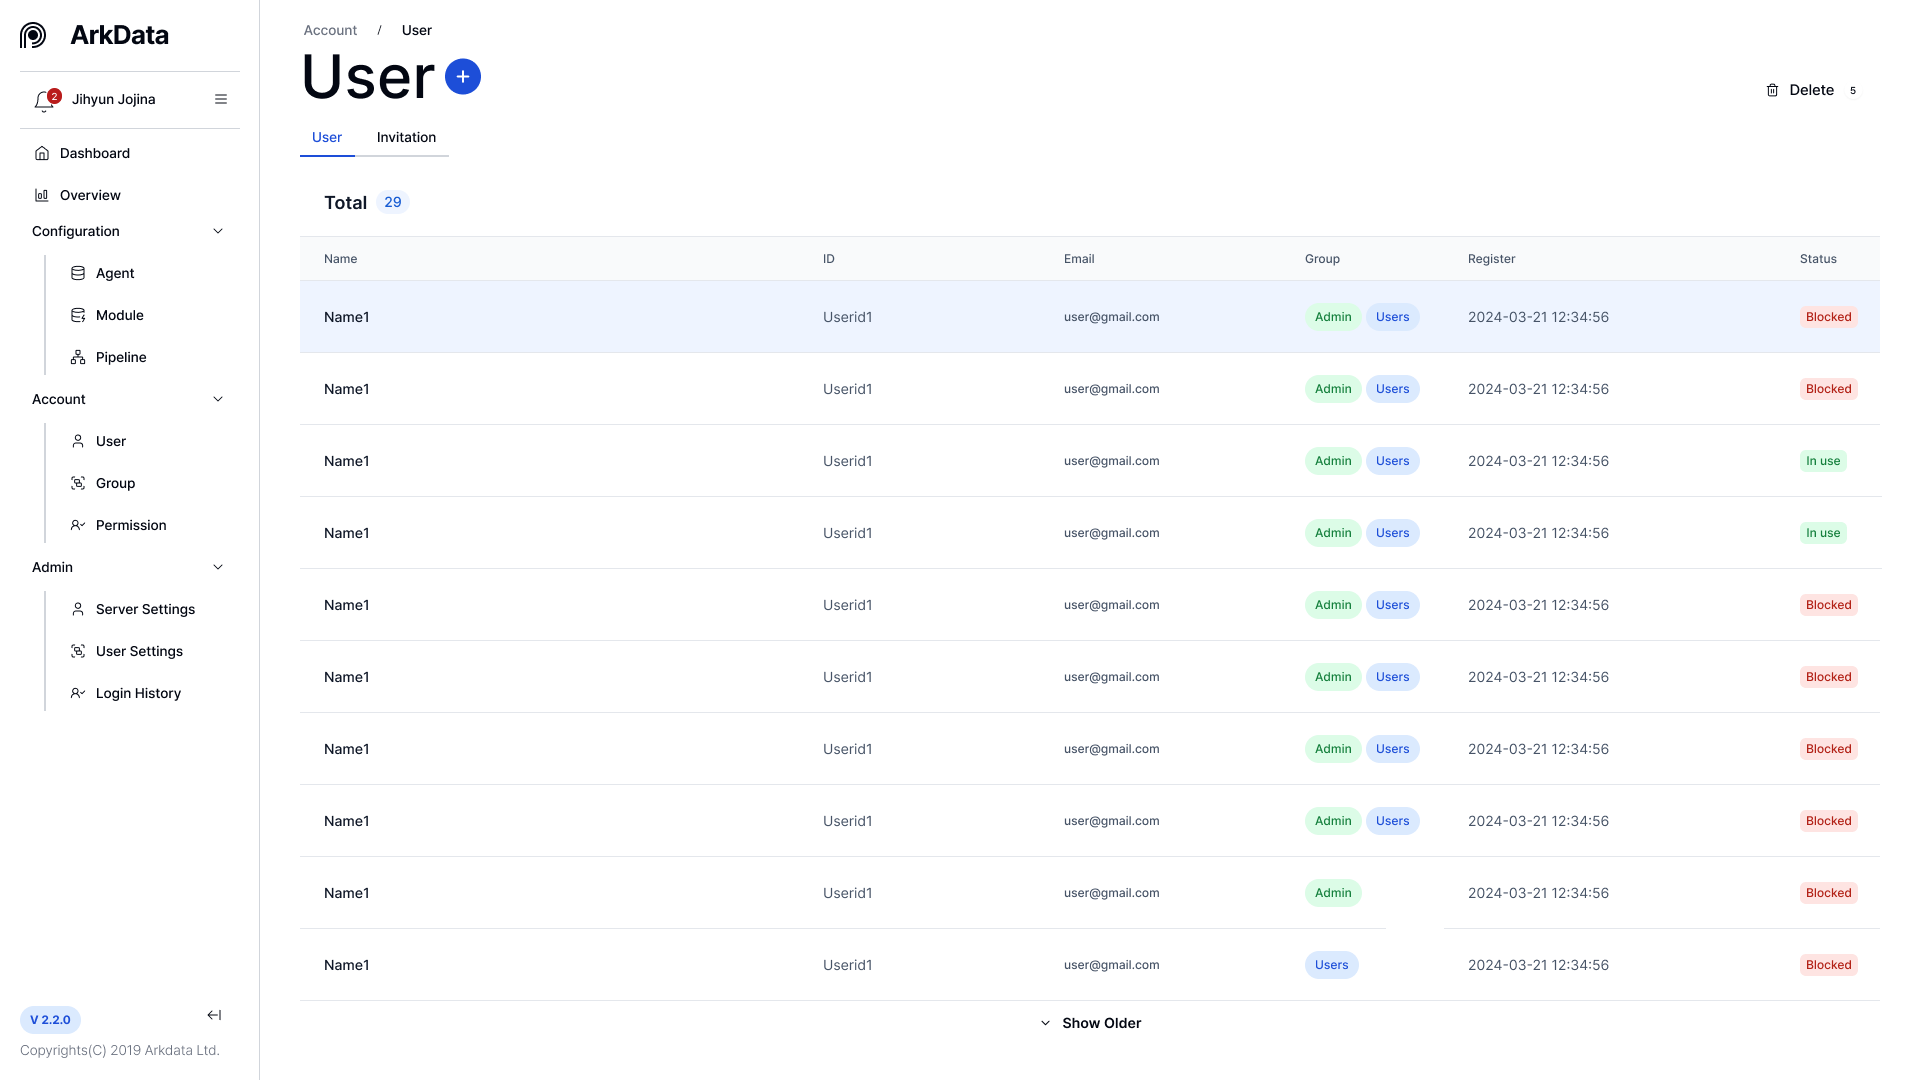 ArkData
2
Jihyun Jojina
Dashboard
Overview
Configuration
Agent
Module
Pipeline
Account
User
Group
Permission
Admin
Server Settings
User Settings
Login History
V 2.2.0
Copyrights(C) 2019 Arkdata Ltd.
Account / User
User
Delete 5
User Invitation
Total 29
Name ID Email Group Register Status
Name1 Userid1 user@gmail.com Admin Users 2024-03-21 12:34:56 Blocked
Name1 Userid1 user@gmail.com Admin Users 2024-03-21 12:34:56 Blocked
Name1 Userid1 user@gmail.com Admin Users 2024-03-21 12:34:56 In use
Name1 Userid1 user@gmail.com Admin Users 2024-03-21 12:34:56 In use
Name1 Userid1 user@gmail.com Admin Users 2024-03-21 12:34:56 Blocked
Name1 Userid1 user@gmail.com Admin Users 2024-03-21 12:34:56 Blocked
Name1 Userid1 user@gmail.com Admin Users 2024-03-21 12:34:56 Blocked
Name1 Userid1 user@gmail.com Admin Users 2024-03-21 12:34:56 Blocked
Name1 Userid1 user@gmail.com Admin 2024-03-21 12:34:56 Blocked
Name1 Userid1 user@gmail.com Users 2024-03-21 12:34:56 Blocked
Show Older